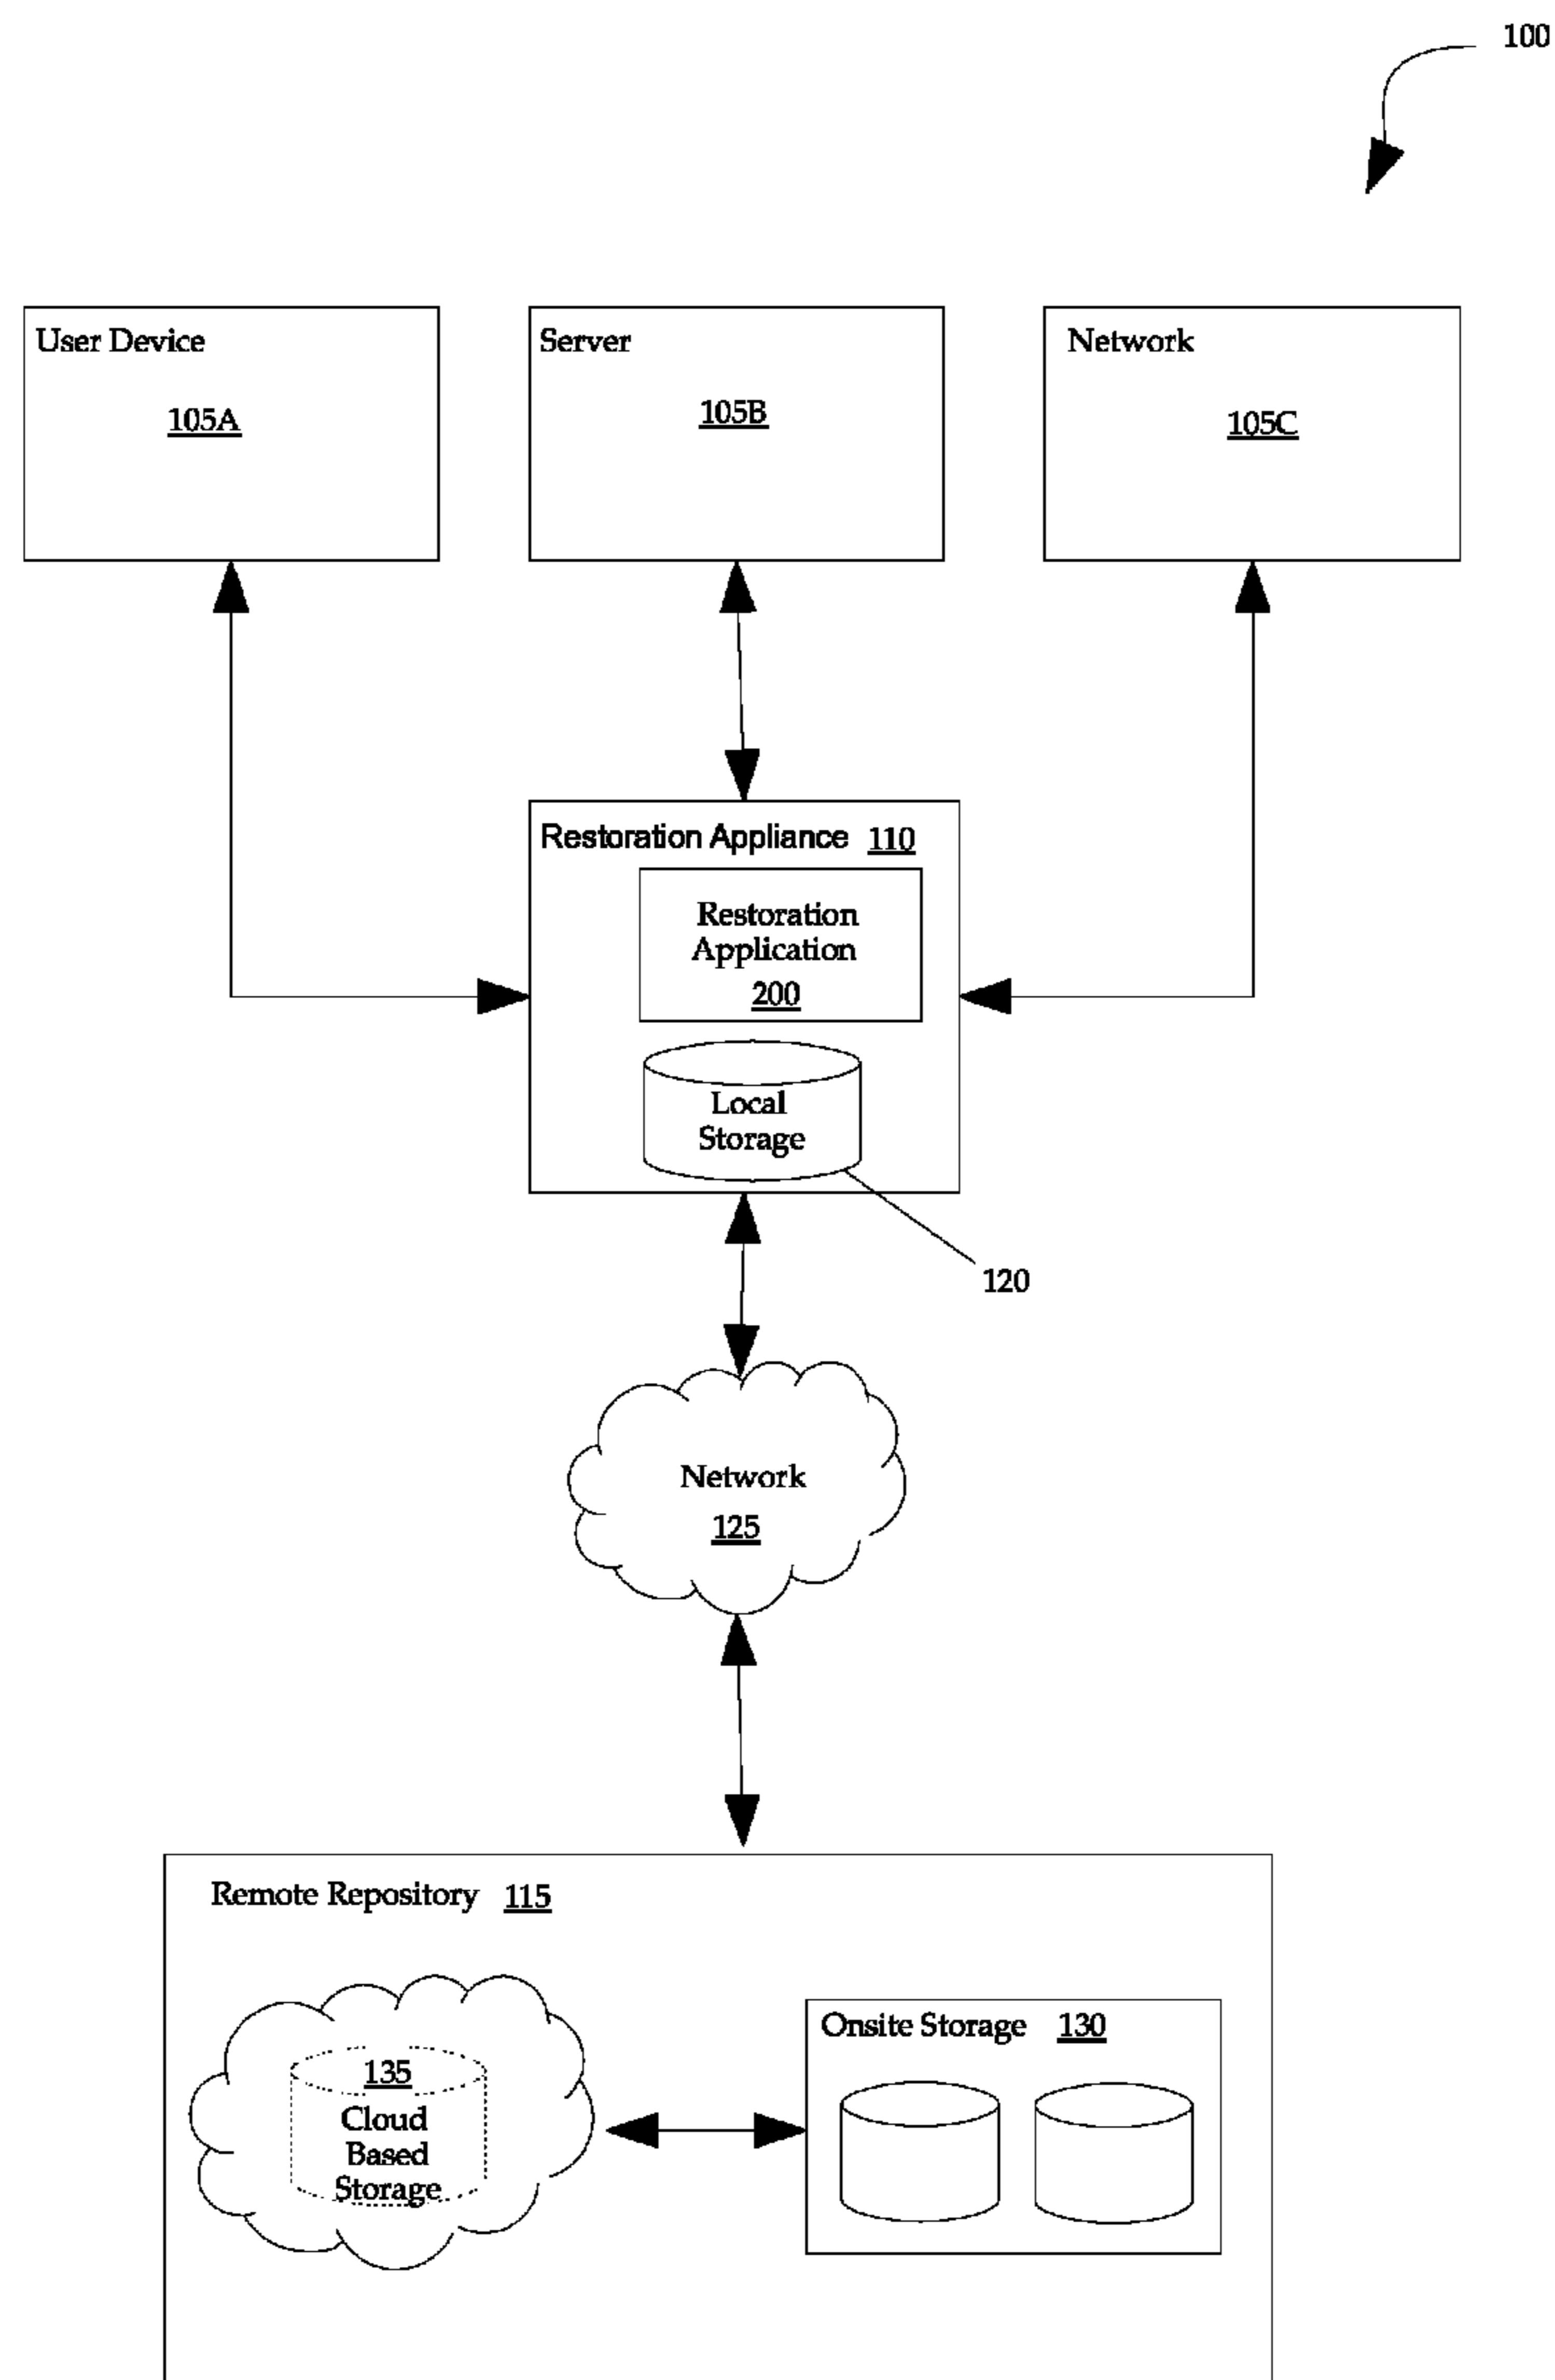 100
User Device
105A
Server
105B
Network
105C
Restoration Appliance 110
Restoration
Application
200
Local
Storage
120
Network
125
Remote Repository 115
135
Cloud
Based
Storage
Onsite Storage 130